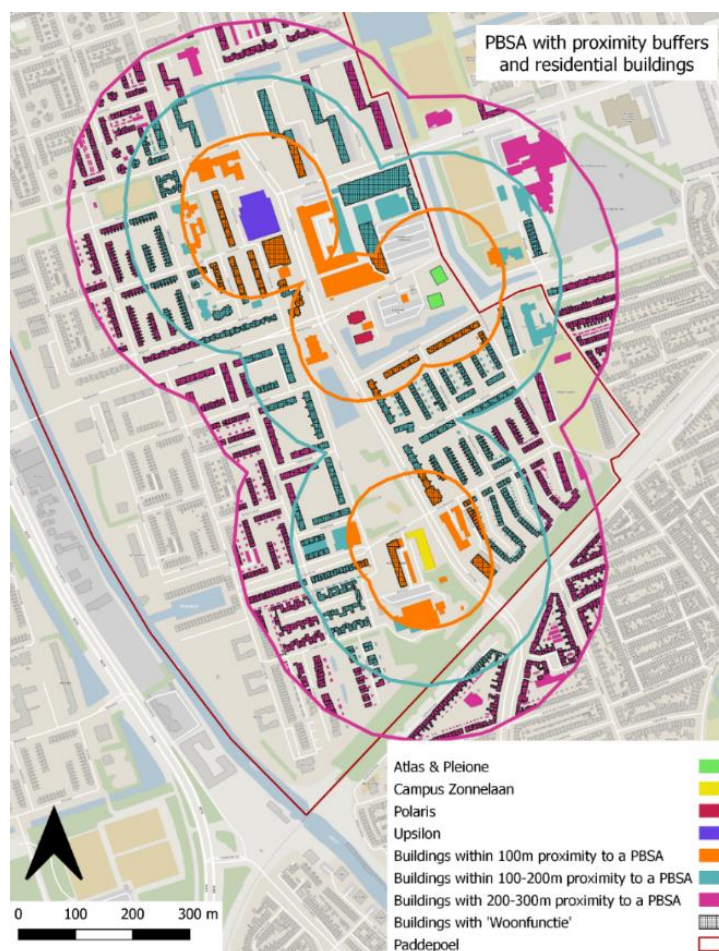 PBSA with proximity buffers
and residential buildings
Atlas & Pleione
Campus Zonnelaan
Polaris
Upsilon
Buildings within 100m proximity to a PBSA
Buildings within 100-200m proximity to a PBSA
Buildings with 200-300m proximity to a PBSA
Buildings with 'Woonfunctie'
Paddepoel
0 100 200 300 m